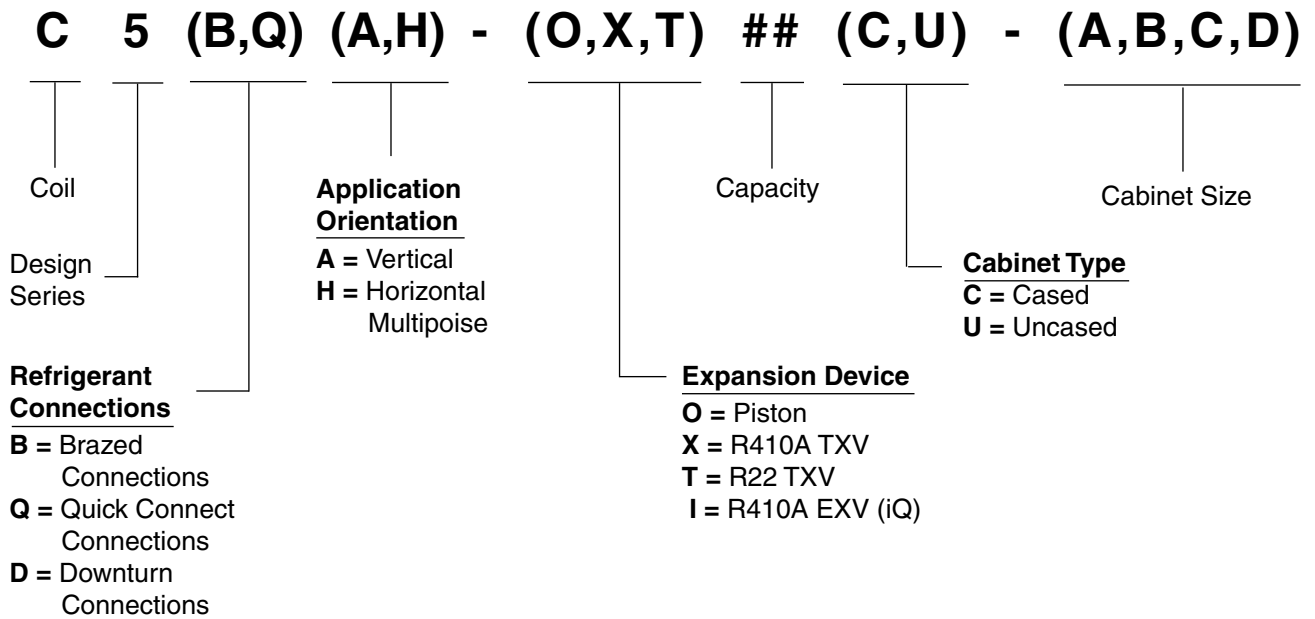 C 5 (B,Q) (A,H) - (O,X,T) ## (C,U) - (A,B,C,D)
Coil
Design
Series
Refrigerant
Connections
B = Brazed
Connections
Q = Quick Connect
Connections
D = Downturn
Connections
Application
Orientation
A = Vertical
H = Horizontal
Multipoise
Expansion Device
O = Piston
X = R410A TXV
T = R22 TXV
I = R410A EXV (iQ)
Capacity
Cabinet Type
C = Cased
U = Uncased
Cabinet Size